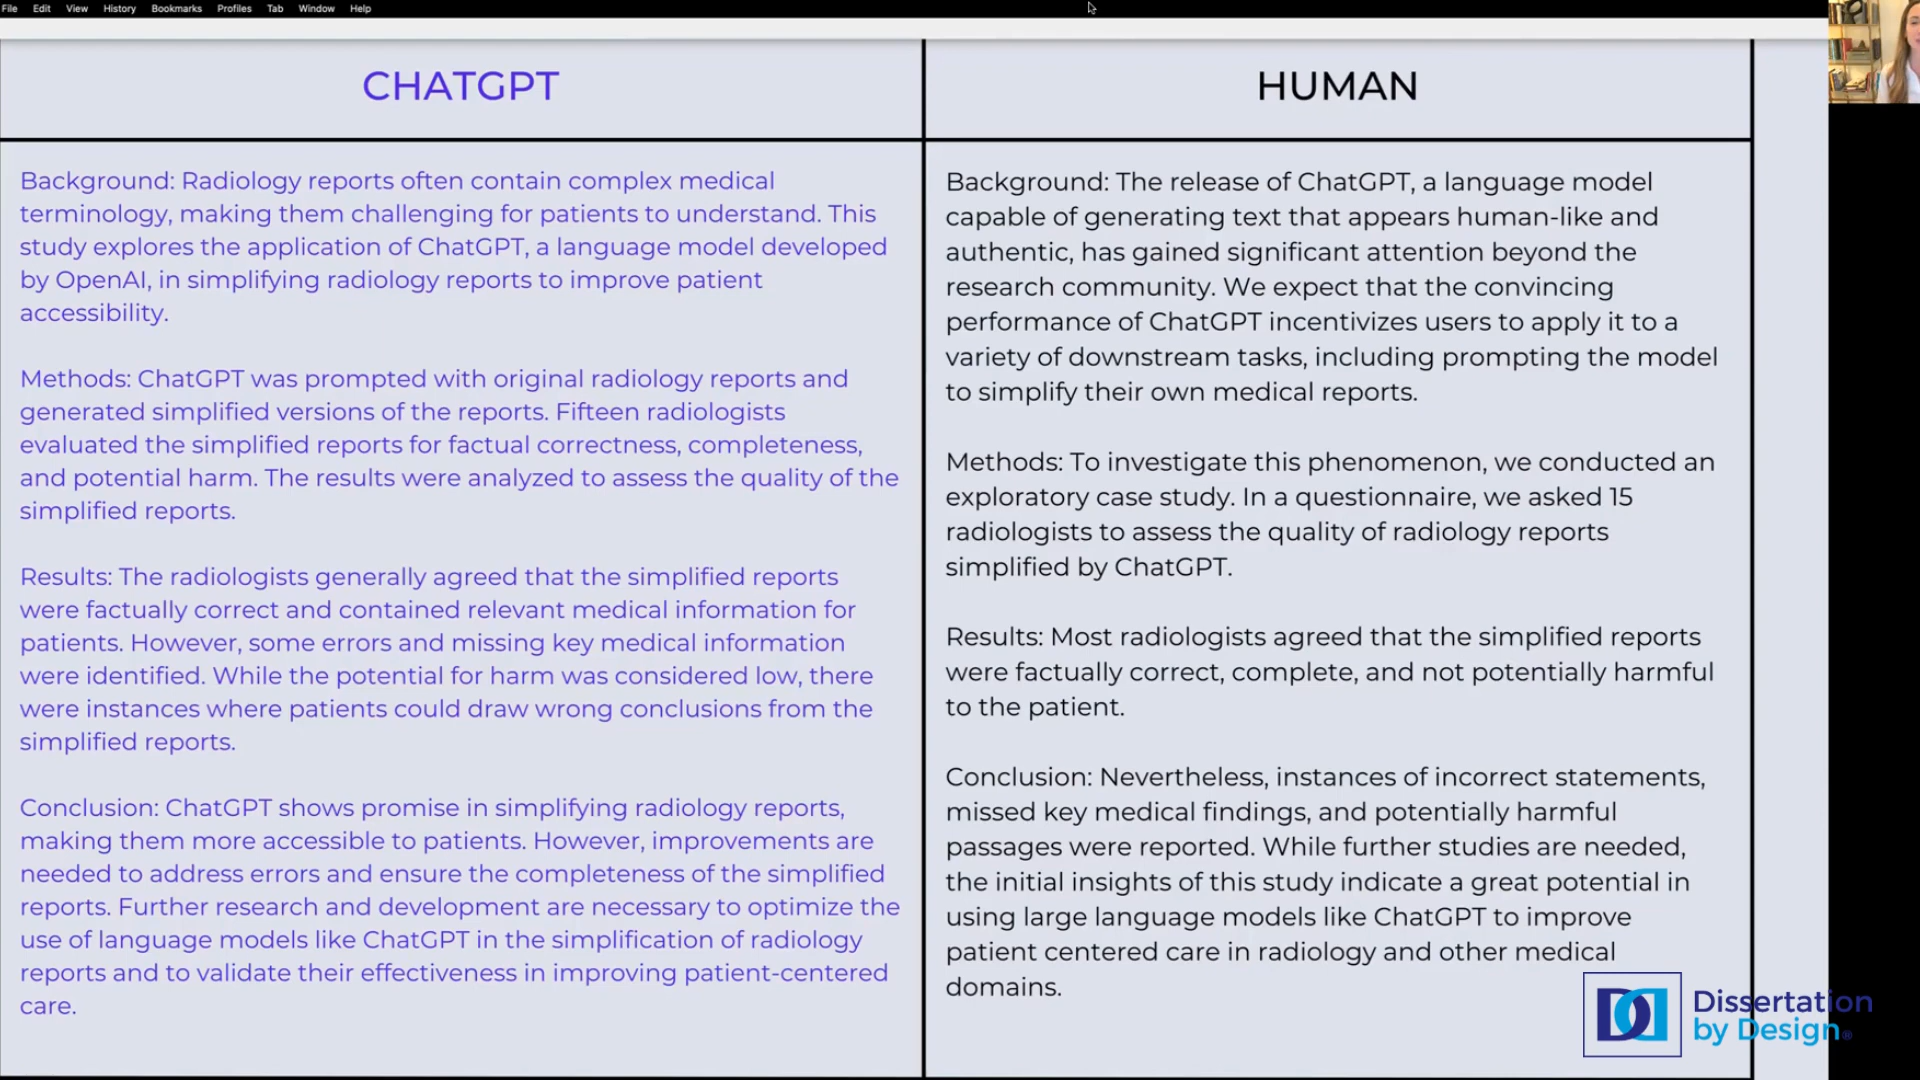 File Edit View History Bookmarks Profiles Tab Window Help
CHATGPT
Background: Radiology reports often contain complex medical
terminology, making them challenging for patients to understand. This
study explores the application of ChatGPT, a language model developed
by OpenAI, in simplifying radiology reports to improve patient
accessibility.
Methods: ChatGPT was prompted with original radiology reports and
generated simplified versions of the reports. Fifteen radiologists
evaluated the simplified reports for factual correctness, completeness,
and potential harm. The results were analyzed to assess the quality of the
simplified reports.
Results: The radiologists generally agreed that the simplified reports
were factually correct and contained relevant medical information for
patients. However, some errors and missing key medical information
were identified. While the potential for harm was considered low, there
were instances where patients could draw wrong conclusions from the
simplified reports.
Conclusion: ChatGPT shows promise in simplifying radiology reports,
making them more accessible to patients. However, improvements are
needed to address errors and ensure the completeness of the simplified
reports. Further research and development are necessary to optimize the
use of language models like ChatGPT in the simplification of radiology
reports and to validate their effectiveness in improving patient-centered
care.
HUMAN
Background: The release of ChatGPT, a language model
capable of generating text that appears human-like and
authentic, has gained significant attention beyond the
research community. We expect that the convincing
performance of ChatGPT incentivizes users to apply it to a
variety of downstream tasks, including prompting the model
to simplify their own medical reports.
Methods: To investigate this phenomenon, we conducted an
exploratory case study. In a questionnaire, we asked 15
radiologists to assess the quality of radiology reports
simplified by ChatGPT.
Results: Most radiologists agreed that the simplified reports
were factually correct, complete, and not potentially harmful
to the patient.
Conclusion: Nevertheless, instances of incorrect statements,
missed key medical findings, and potentially harmful
passages were reported. While further studies are needed,
the initial insights of this study indicate a great potential in
using large language models like ChatGPT to improve
patient centered care in radiology and other medical
domains.
Dissertation
by Design®